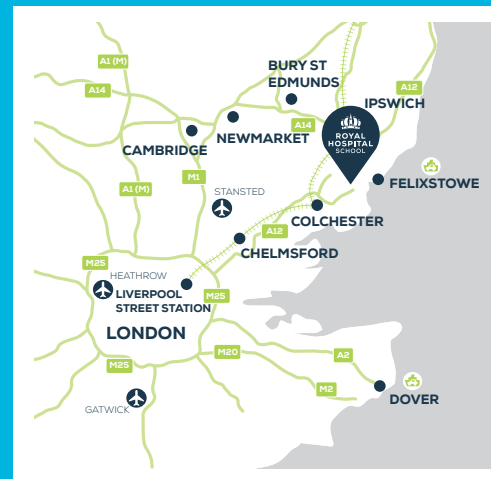 A1 (M)
BURY ST
EDMUNDS
A14
A12
IPSWICH
A14
NEWMARKET
CAMBRIDGE
ROYAL
HOSPITAL
SCHOOL
M1
A1 (M)
STANSTED
FELIXSTOWE
COLCHESTER
A12
CHELMSFORD
M25
HEATHROW
LIVERPOOL
STREET STATION
M25
LONDON
M20
A2
M25
M2
DOVER
GATWICK